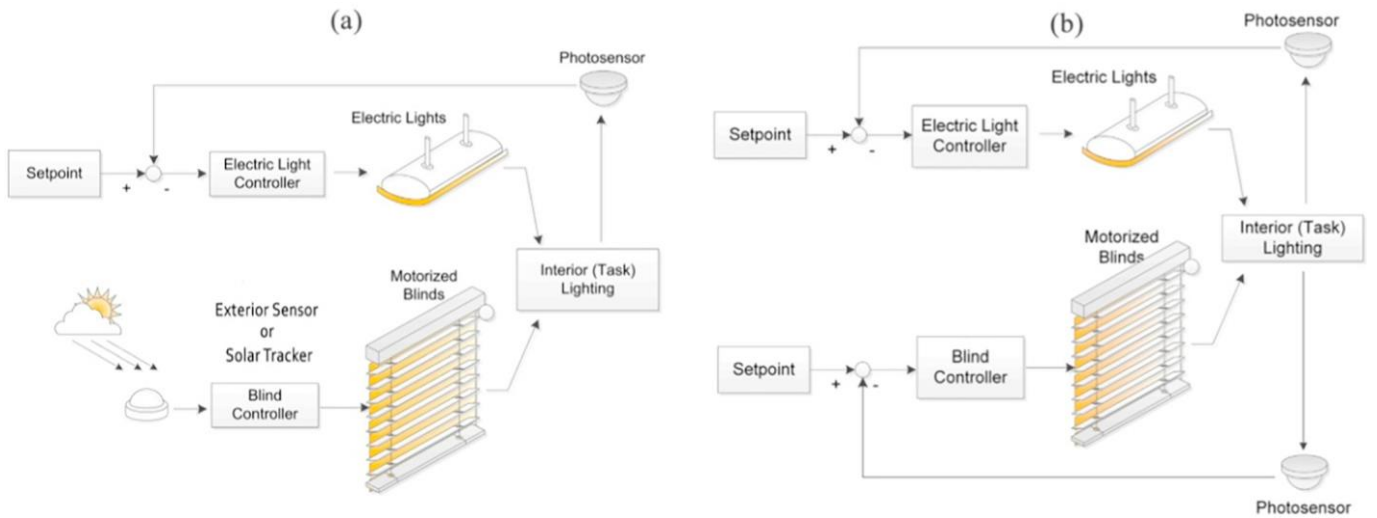 (a)
Photosensor
Electric Lights
Setpoint
+
-
Electric Light
Controller
Interior (Task)
Lighting
Motorized
Blinds
Exterior Sensor
or
Solar Tracker
Blind
Controller
(b)
Photosensor
Electric Lights
Setpoint
+
-
Electric Light
Controller
Interior (Task)
Lighting
Motorized
Blinds
Setpoint
+
-
Blind
Controller
Photosensor